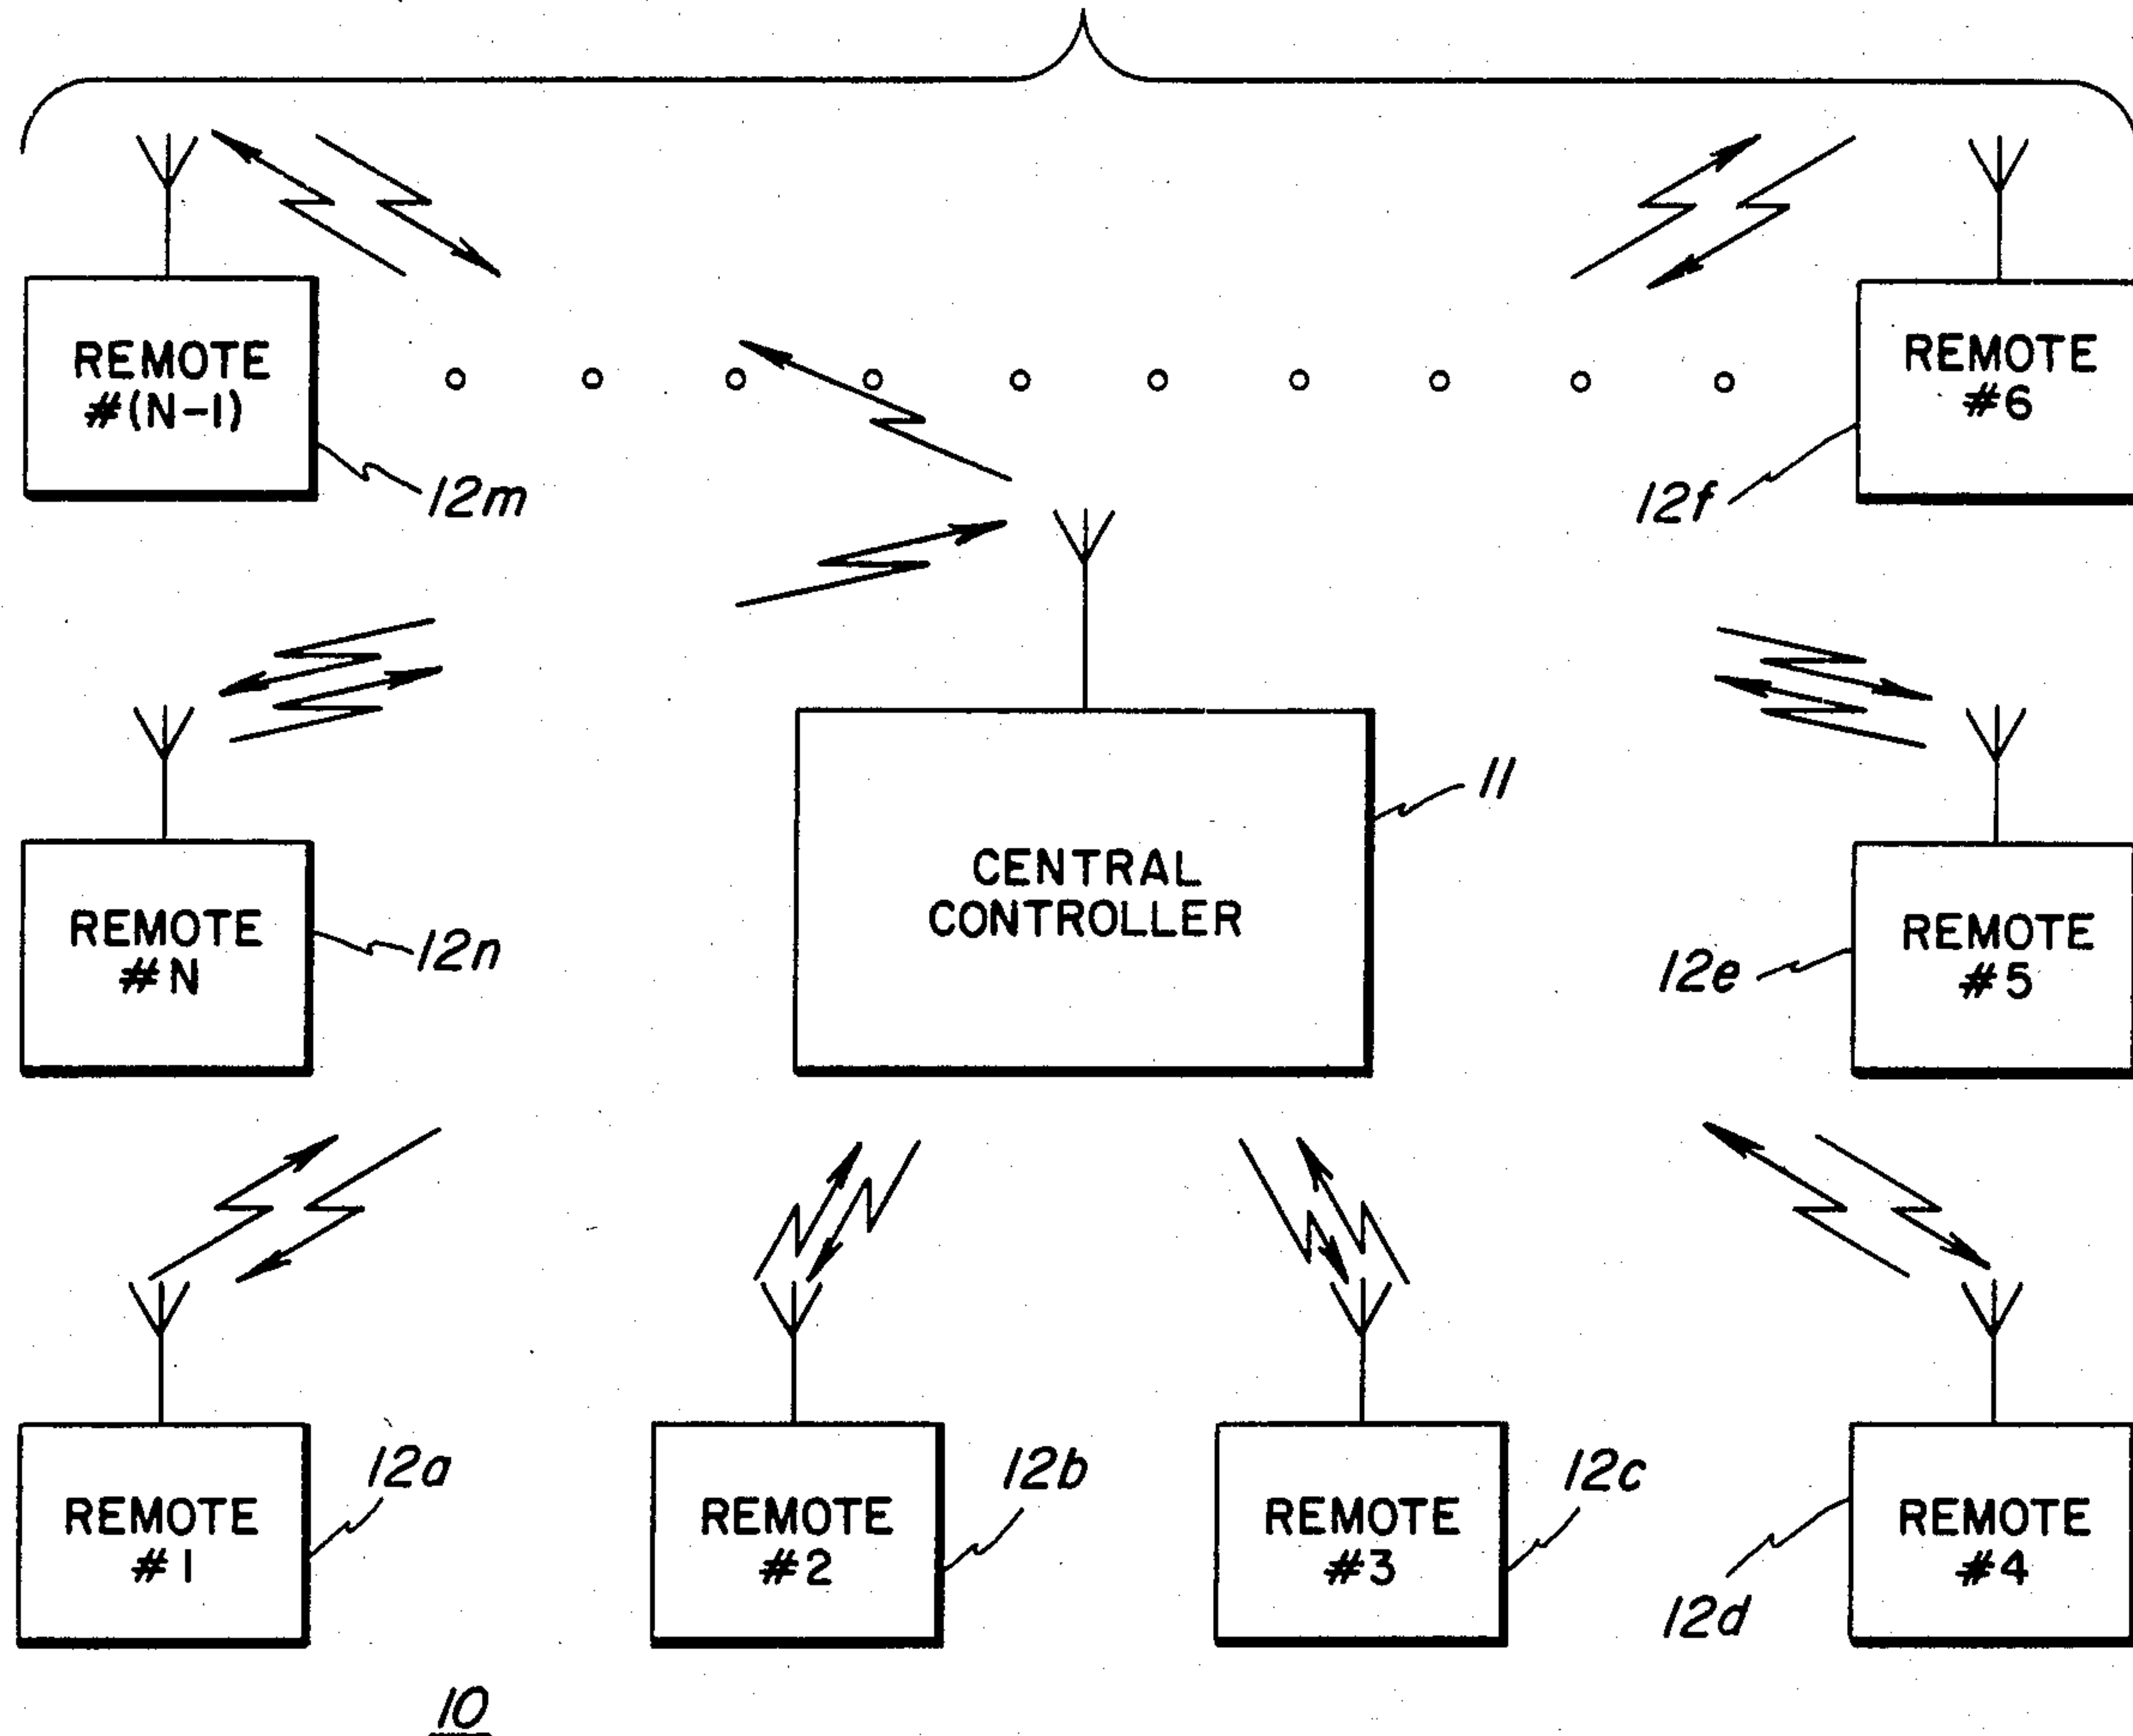 REMOTE
#(N-1)
12m
REMOTE
#6
12f
REMOTE
#N
12n
CENTRAL
CONTROLLER
11
REMOTE
#5
12e
REMOTE
#1
12a
REMOTE
#2
12b
REMOTE
#3
12c
REMOTE
#4
12d
10